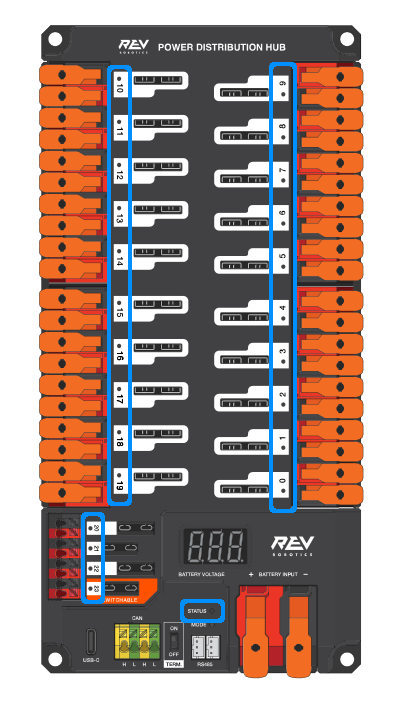 REV
ROBOTICS
POWER DISTRIBUTION HUB
10
9
11
8
12
7
13
6
14
5
15
4
16
3
17
2
18
1
19
0
20
21
22
23
SWITCHABLE
BATTERY VOLTAGE
REV
ROBOTICS
+ BATTERY INPUT −
STATUS
MODE
CAN
H L H L
USB-C
ON
OFF
TERM.
RS485